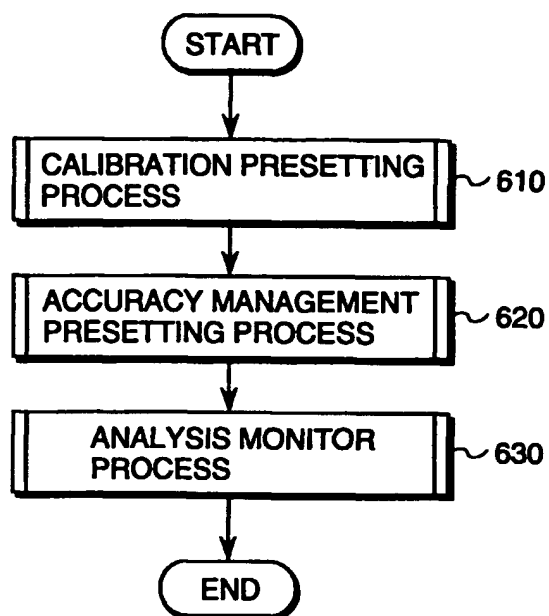 START
CALIBRATION PRESETTING
PROCESS
610
ACCURACY MANAGEMENT
PRESETTING PROCESS
620
ANALYSIS MONITOR
PROCESS
630
END